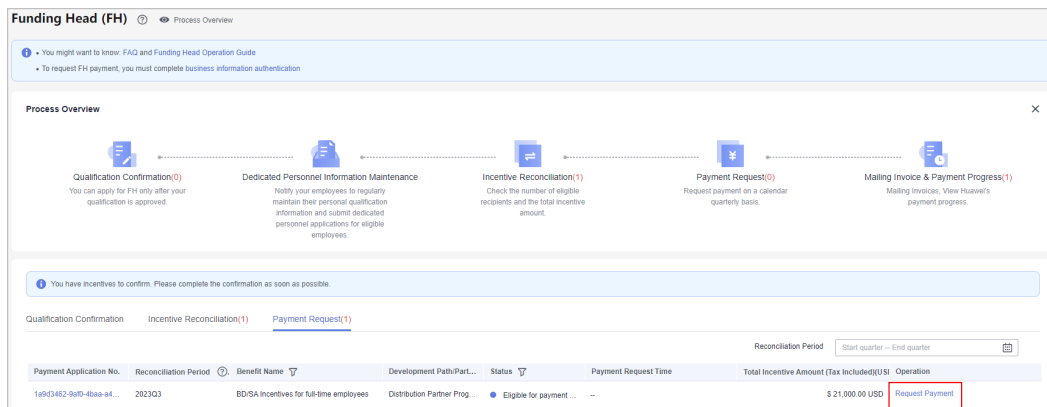 Funding Head (FH) ? Process Overview
• You might want to know: FAQ and Funding Head Operation Guide
• To request FH payment, you must complete business information authentication
Process Overview
Qualification Confirmation(0)
You can apply for FH only after your
qualification is approved.
Dedicated Personnel Information Maintenance
Notify your employees to regularly
maintain their personal qualification
information and submit dedicated
personnel applications for eligible
employees.
Incentive Reconciliation(1)
Check the number of eligible
recipients and the total incentive
amount.
Payment Request(0)
Request payment on a calendar
quarterly basis.
Mailing Invoice & Payment Progress(1)
Mailing Invoices, View Huawei's
payment progress.
You have incentives to confirm. Please complete the confirmation as soon as possible.
Qualification Confirmation Incentive Reconciliation(1) Payment Request(1)
Reconciliation Period Start quarter -- End quarter
Payment Application No. Reconciliation Period ? Benefit Name Development Path/Part... Status Payment Request Time Total Incentive Amount (Tax Included)(USI Operation
1a9d3462-9af0-4baa-a4... 2023Q3 BD/SA Incentives for full-time employees Distribution Partner Prog... Eligible for payment ... -- $ 21,000.00 USD Request Payment